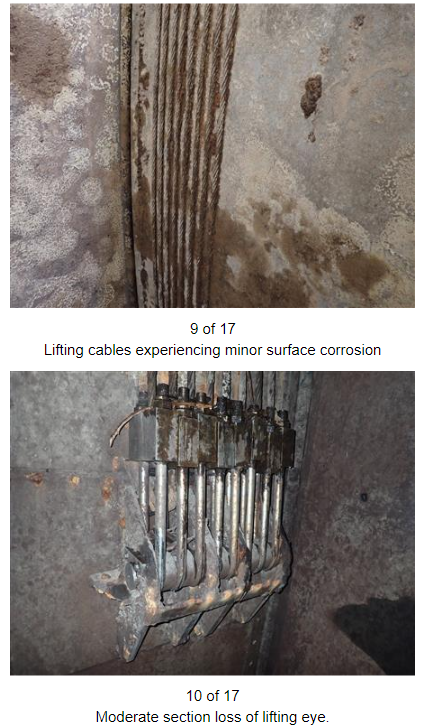 9 of 17
Lifting cables experiencing minor surface corrosion
10 of 17
Moderate section loss of lifting eye.